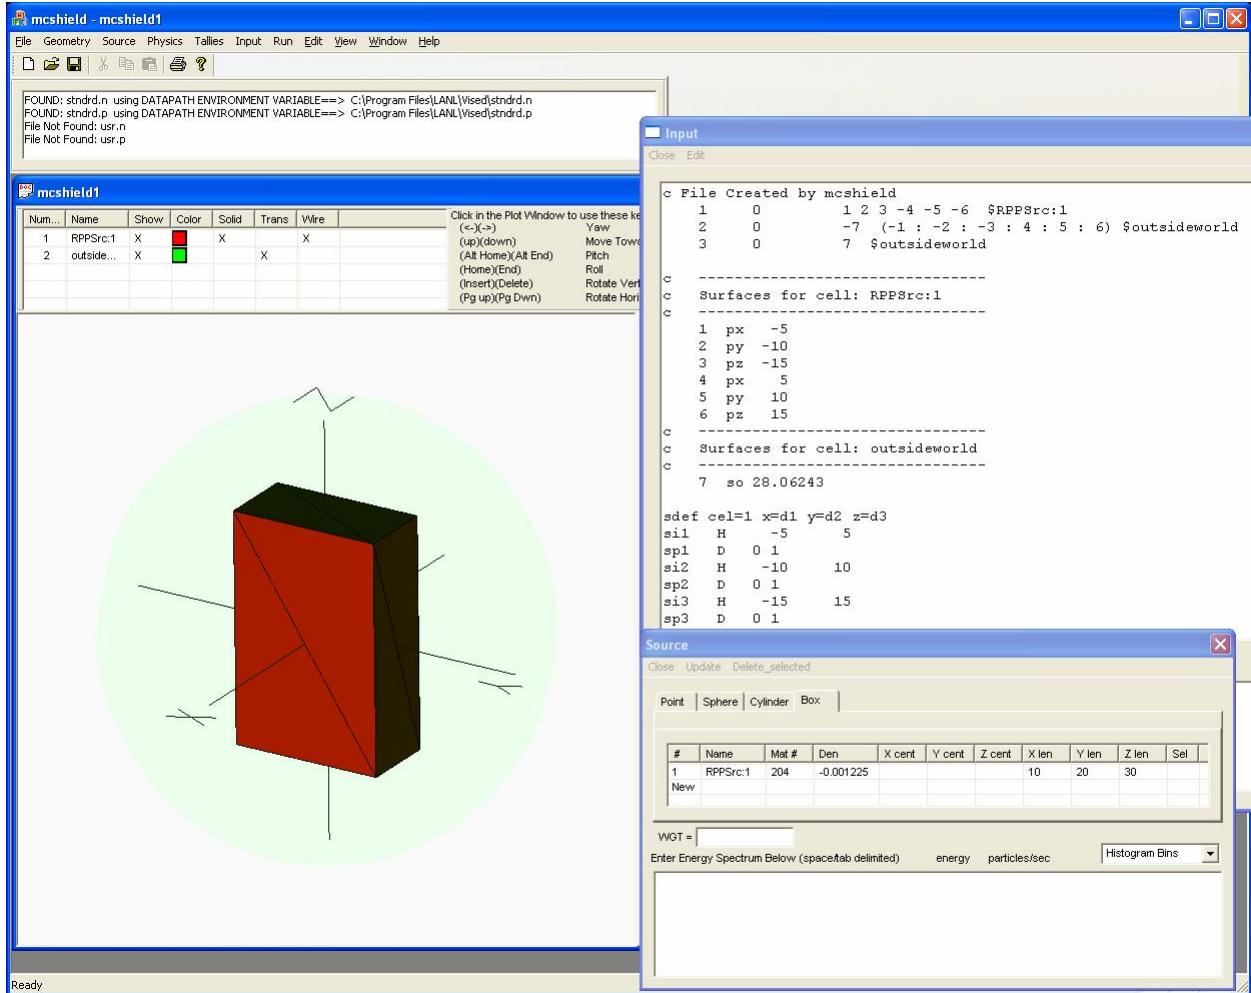 mcshield - mcshield1
File Geometry Source Physics Tallies Input Run Edit View Window Help
FOUND: stndrd.n using DATAPATH ENVIRONMENT VARIABLE==> C:\Program Files\LANL\Vised\stndrd.n
FOUND: stndrd.p using DATAPATH ENVIRONMENT VARIABLE==> C:\Program Files\LANL\Vised\stndrd.p
File Not Found: usr.n
File Not Found: usr.p
mcshield1
Num... Name Show Color Solid Trans Wire
1 RPPSrc:1 X X X
2 outside... X X
Click in the Plot Window to use these ke
(<-)(->) Yaw
(up)(down) Move Towa
(Alt Home)(Alt End) Pitch
(Home)(End) Roll
(Insert)(Delete) Rotate Vert
(Pg up)(Pg Dwn) Rotate Hori
Z
Y
X
Input
Close Edit
c File Created by mcshield
1 0 1 2 3 -4 -5 -6 $RPPSrc:1
2 0 -7 (-1 : -2 : -3 : 4 : 5 : 6) $outsideworld
3 0 7 $outsideworld
c --------------------------------
c Surfaces for cell: RPPSrc:1
c --------------------------------
1 px -5
2 py -10
3 pz -15
4 px 5
5 py 10
6 pz 15
c --------------------------------
c Surfaces for cell: outsideworld
c --------------------------------
7 so 28.06243
sdef cel=1 x=d1 y=d2 z=d3
si1 H -5 5
sp1 D 0 1
si2 H -10 10
sp2 D 0 1
si3 H -15 15
sp3 D 0 1
Source
Close Update Delete_selected
Point Sphere Cylinder Box
# Name Mat # Den X cent Y cent Z cent X len Y len Z len Sel
1 RPPSrc:1 204 -0.001225 10 20 30
New
WGT =
Enter Energy Spectrum Below (space/tab delimited) energy particles/sec Histogram Bins
Ready